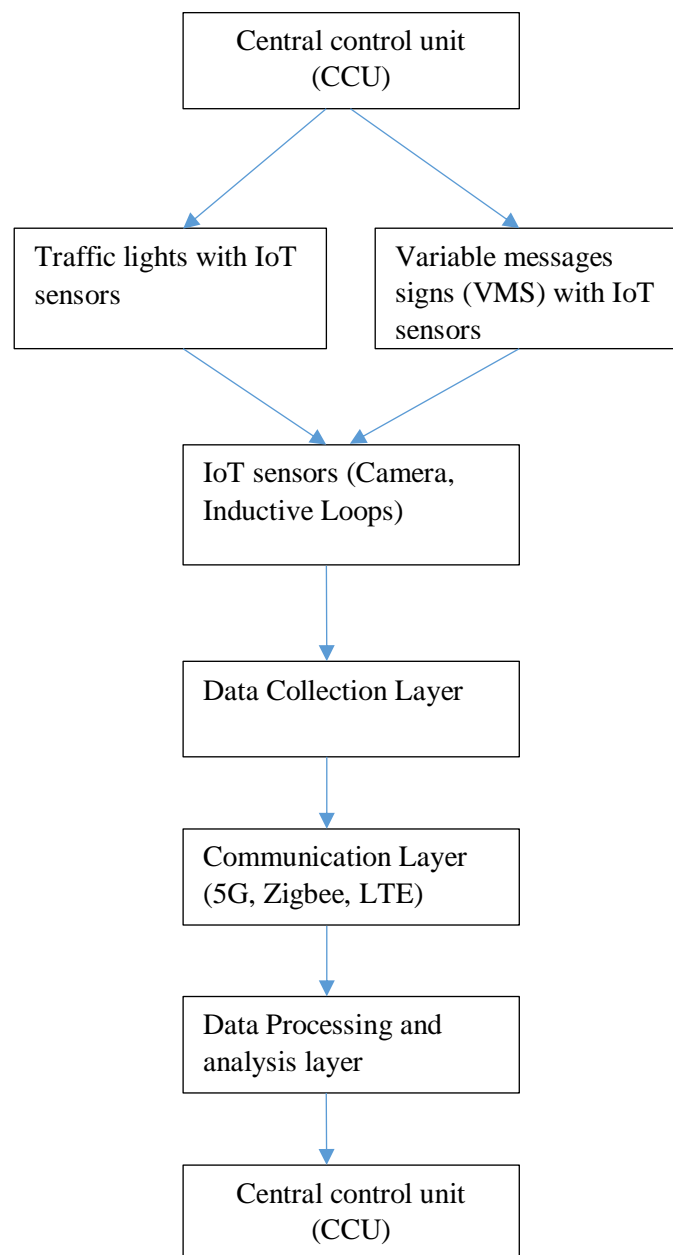 Central control unit
(CCU)
Traffic lights with IoT
sensors
Variable messages
signs (VMS) with IoT
sensors
IoT sensors (Camera,
Inductive Loops)
Data Collection Layer
Communication Layer
(5G, Zigbee, LTE)
Data Processing and
analysis layer
Central control unit
(CCU)